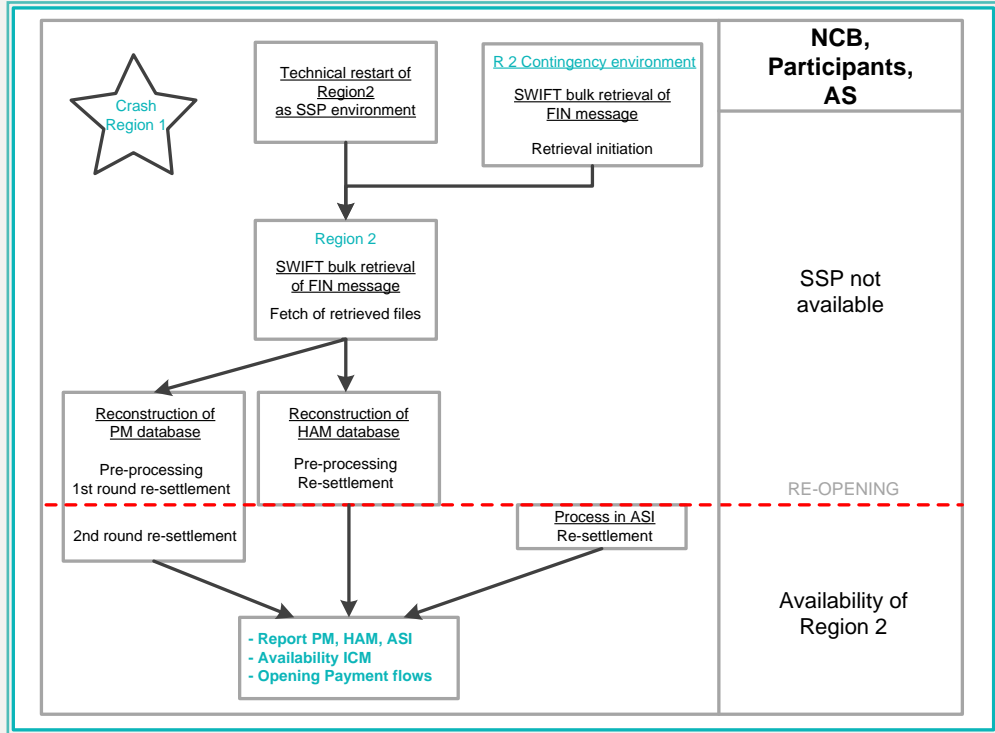 Crash
Region 1
Technical restart of
Region2
as SSP environment
R 2 Contingency environment
SWIFT bulk retrieval of
FIN message
Retrieval initiation
NCB,
Participants,
AS
Region 2
SWIFT bulk retrieval
of FIN message
Fetch of retrieved files
SSP not
available
Reconstruction of
PM database
Pre-processing
1st round re-settlement
Reconstruction of
HAM database
Pre-processing
Re-settlement
RE-OPENING
2nd round re-settlement
Process in ASI
Re-settlement
Availability of
Region 2
- Report PM, HAM, ASI
- Availability ICM
- Opening Payment flows